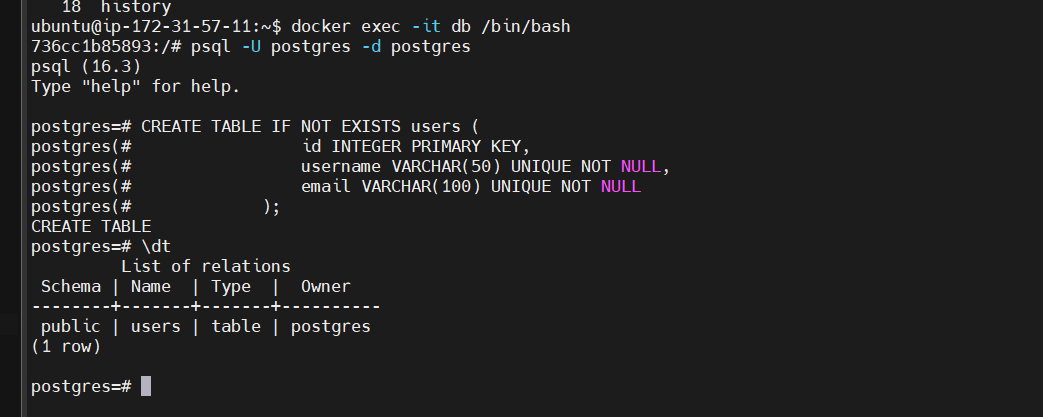 18  history
ubuntu@ip-172-31-57-11:~$ docker exec -it db /bin/bash
736cc1b85893:/# psql -U postgres -d postgres
psql (16.3)
Type "help" for help.

postgres=# CREATE TABLE IF NOT EXISTS users (
postgres(#                 id INTEGER PRIMARY KEY,
postgres(#                 username VARCHAR(50) UNIQUE NOT NULL,
postgres(#                 email VARCHAR(100) UNIQUE NOT NULL
postgres(#             );
CREATE TABLE
postgres=# \dt
         List of relations
 Schema | Name  | Type  |  Owner
--------+-------+-------+----------
 public | users | table | postgres
(1 row)

postgres=#